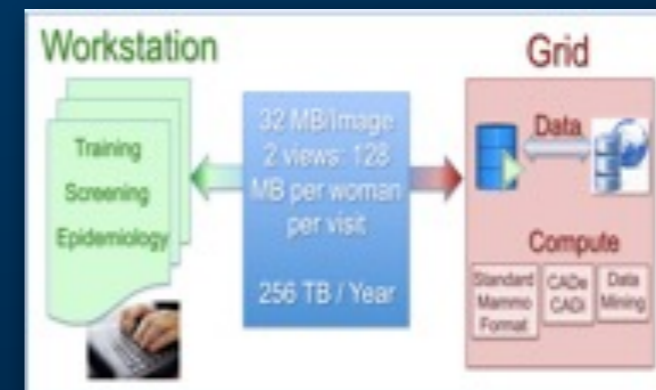 Workstation
Training
Screening
Epidemiology
32 MB/Image
2 views: 128
MB per woman
per visit
256 TB / Year
Grid
Data
Compute
Standard
Mammo
Format
CADe
CADi
Data
Mining